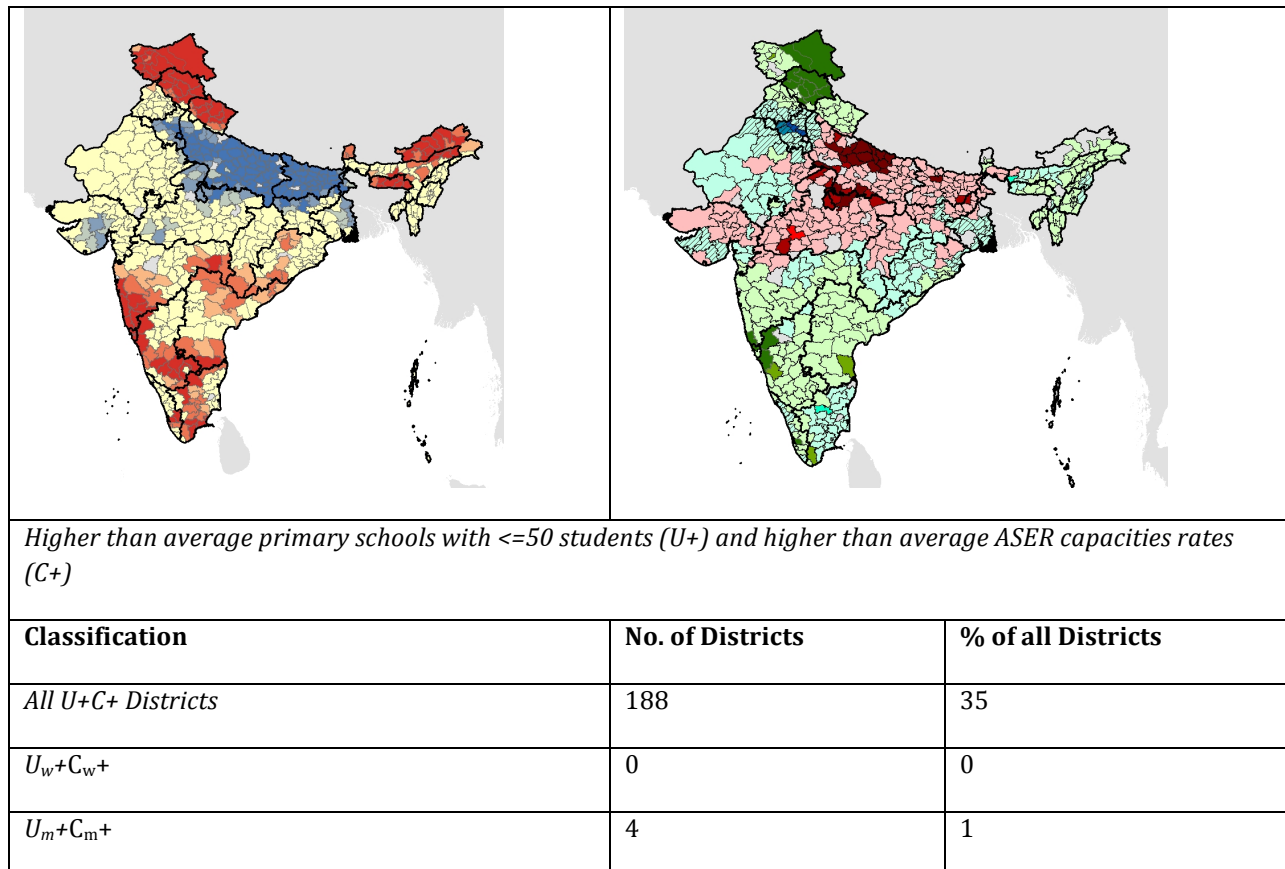 Higher than average primary schools with <=50 students (U+) and higher than average ASER capacities rates
(C+)
Classification No. of Districts % of all Districts
All U+C+ Districts 188 35
Uw+Cw+ 0 0
Um+Cm+ 4 1